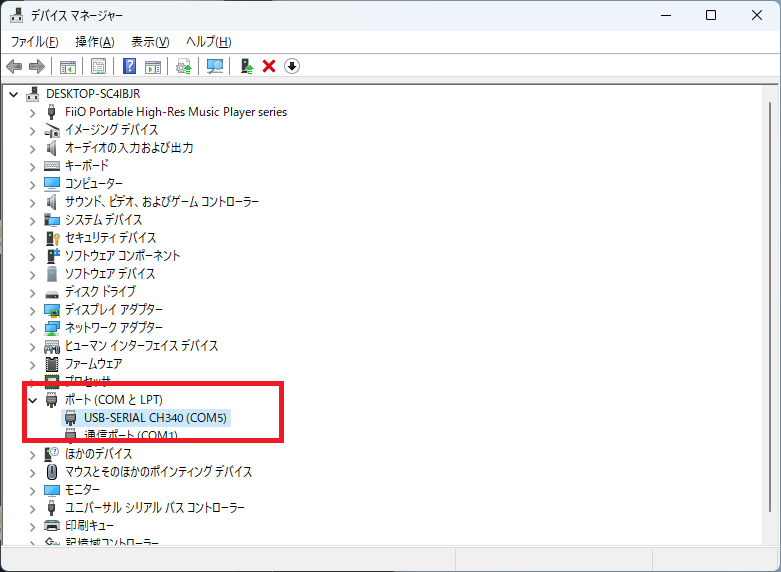 デバイス マネージャー
ファイル(F) 操作(A) 表示(V) ヘルプ(H)
DESKTOP-SC4IBJR
FiiO Portable High-Res Music Player series
イメージング デバイス
オーディオの入力および出力
キーボード
コンピューター
サウンド、ビデオ、およびゲーム コントローラー
システム デバイス
セキュリティ デバイス
ソフトウェア コンポーネント
ソフトウェア デバイス
ディスク ドライブ
ディスプレイ アダプター
ネットワーク アダプター
ヒューマン インターフェイス デバイス
ファームウェア
プロセッサ
ポート (COM と LPT)
USB-SERIAL CH340 (COM5)
通信ポート (COM1)
ほかのデバイス
マウスとそのほかのポインティング デバイス
モニター
ユニバーサル シリアル バス コントローラー
印刷キュー
記憶域コントローラー